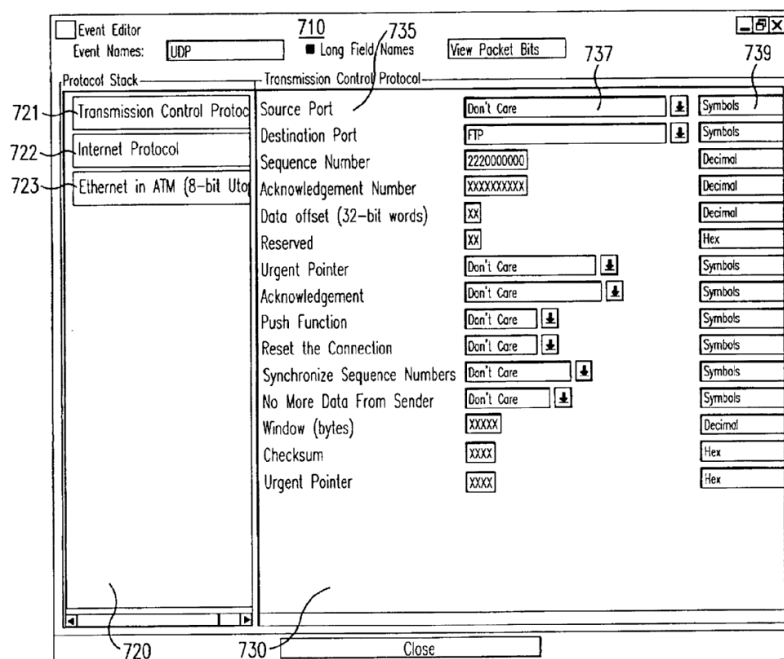 Event Editor 710
Event Names: UDP Long Field Names View Packet Bits
735
Protocol Stack Transmission Control Protocol 737 739
721 Transmission Control Protoc Source Port Don't Care Symbols
Destination Port FTP Symbols
722 Internet Protocol Sequence Number 2220000000 Decimal
723 Ethernet in ATM (8-bit Uto Acknowledgement Number XXXXXXXXXX Decimal
Data offset (32-bit words) XX Decimal
Reserved XX Hex
Urgent Pointer Don't Care Symbols
Acknowledgement Don't Care Symbols
Push Function Don't Care Symbols
Reset the Connection Don't Care Symbols
Synchronize Sequence Numbers Don't Care Symbols
No More Data From Sender Don't Care Symbols
Window (bytes) XXXXX Decimal
Checksum XXXX Hex
Urgent Pointer XXXX Hex
720 730 Close